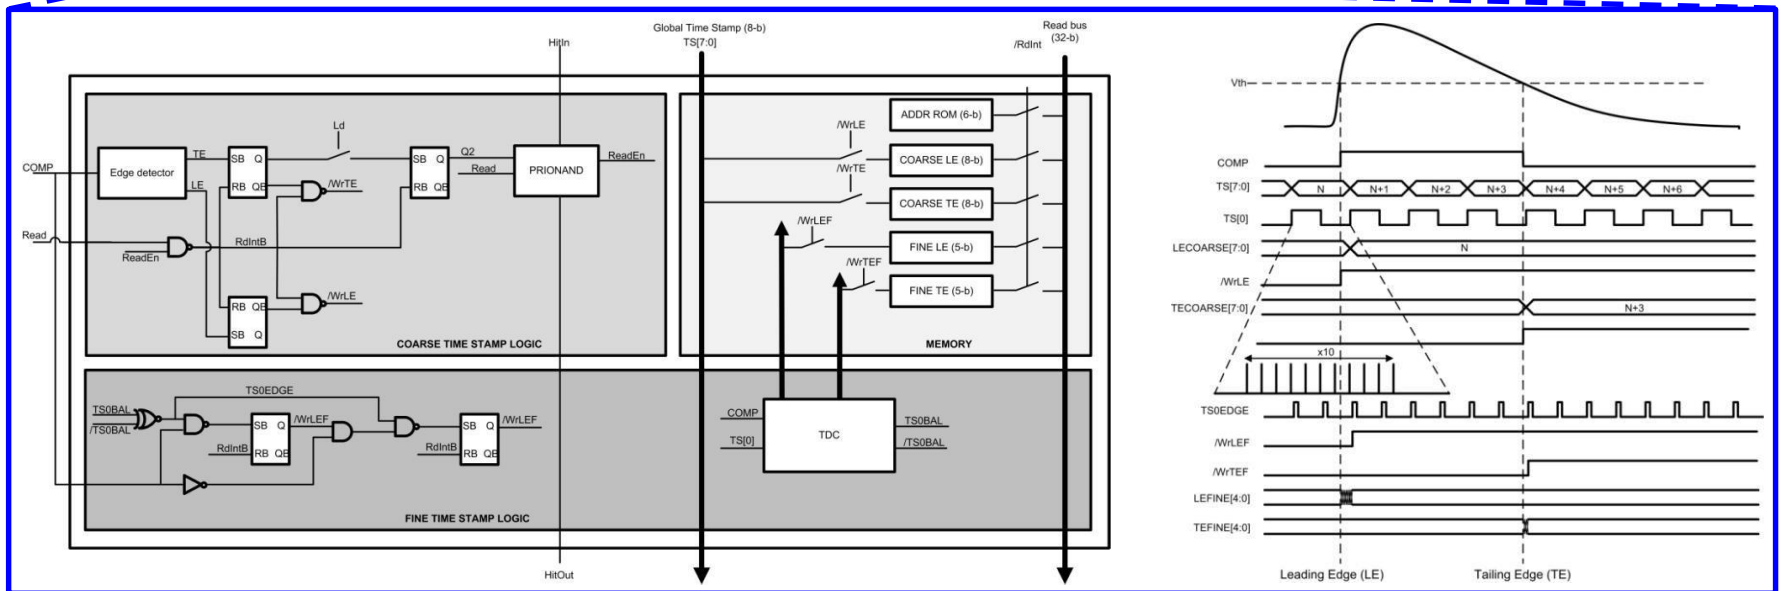 Global Time Stamp (8-b)
TS[7:0]
Read bus
(32-b)
/RdInt
HitIn
Vth
ADDR ROM (6-b)
Ld
/WrLE
COMP
Edge detector
TE
LE
SB Q
RB QB
/WrTE
SB Q
RB QB
Q2
Read
PRIONAND
ReadEn
COARSE LE (8-b)
/WrTE
COARSE TE (8-b)
/WrLEF
FINE LE (5-b)
/WrTEF
FINE TE (5-b)
Read
ReadEn
RdIntB
RB QB
SB Q
/WrLE
COARSE TIME STAMP LOGIC
MEMORY
TS0EDGE
TS0BAL
/TS0BAL
SB Q
RB QB
/WrLEF
RdIntB
SB Q
RB QB
/WrLEF
RdIntB
COMP
TS[0]
TDC
TS0BAL
/TS0BAL
FINE TIME STAMP LOGIC
HitOut
COMP
TS[7:0]
N N+1 N+2 N+3 N+4 N+5 N+6
TS[0]
LECOARSE[7:0]
N
/WrLE
TECOARSE[7:0]
N+3
x10
TS0EDGE
/WrLEF
/WrTEF
LEFINE[4:0]
TEFINE[4:0]
Leading Edge (LE)
Tailing Edge (TE)